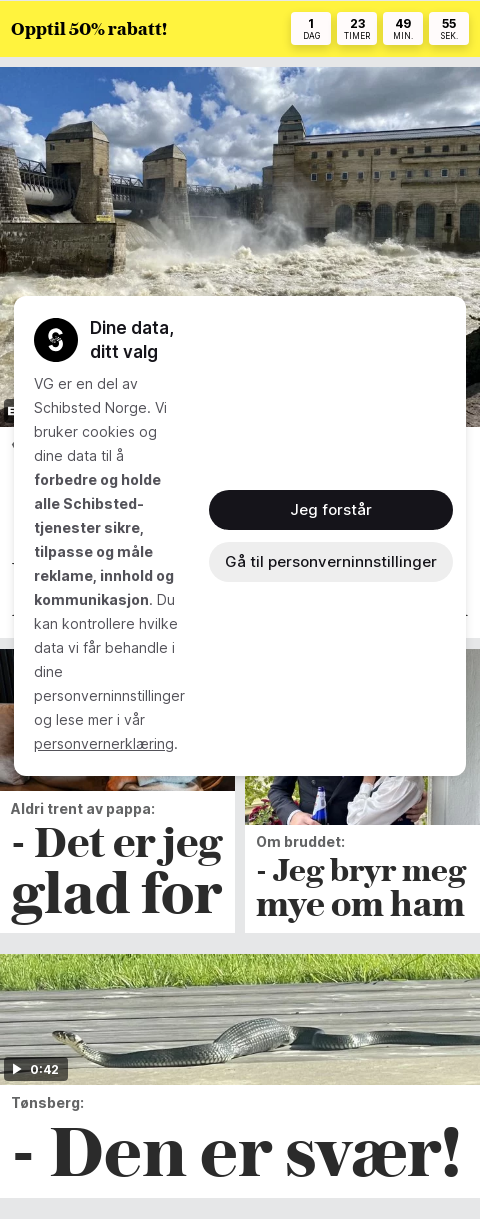 Opptil 50% rabatt!
1 23 49 55
DAG TIMER MIN. SEK.
Dine data,
ditt valg
VG er en del av
Schibsted Norge. Vi
bruker cookies og
dine data til å
forbedre og holde
alle Schibsted-
tjenester sikre,
tilpasse og måle
reklame, innhold og
kommunikasjon. Du
kan kontrollere hvilke
data vi får behandle i
dine
personverninnstillinger
og lese mer i vår
personvernerklæring.
Jeg forstår
Gå til personverninnstillinger
Aldri trent av pappa:
- Det er jeg
glad for
Om bruddet:
- Jeg bryr meg
mye om ham
0:42
Tønsberg:
- Den er svær!